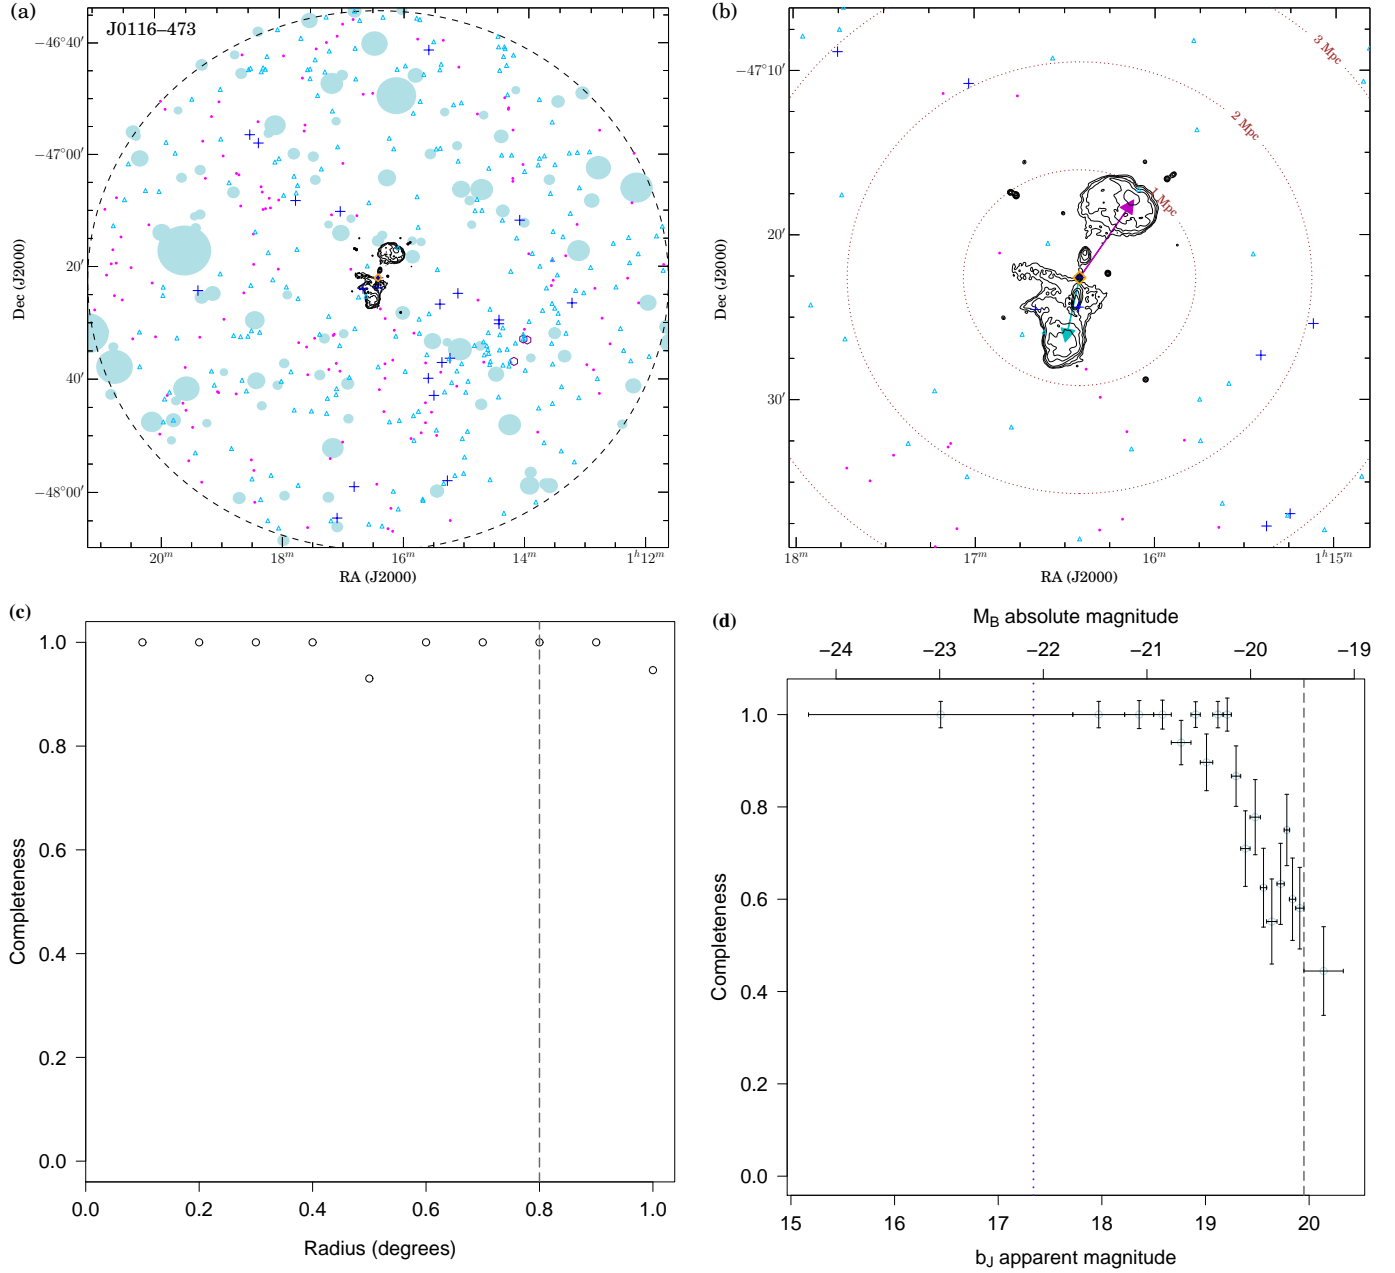 (a)
J0116−473
−46°40′
−47°00′
20′
40′
−48°00′
Dec (J2000)
20ᵐ
18ᵐ
16ᵐ
14ᵐ
1ʰ12ᵐ
RA (J2000)
(b)
3 Mpc
2 Mpc
1 Mpc
−47°10′
20′
30′
Dec (J2000)
18ᵐ
17ᵐ
16ᵐ
1ʰ15ᵐ
RA (J2000)
(c)
1.0
0.8
0.6
0.4
0.2
0.0
Completeness
0.0
0.2
0.4
0.6
0.8
1.0
Radius (degrees)
(d)
M_B absolute magnitude
−24
−23
−22
−21
−20
−19
1.0
0.8
0.6
0.4
0.2
0.0
Completeness
15
16
17
18
19
20
b_J apparent magnitude